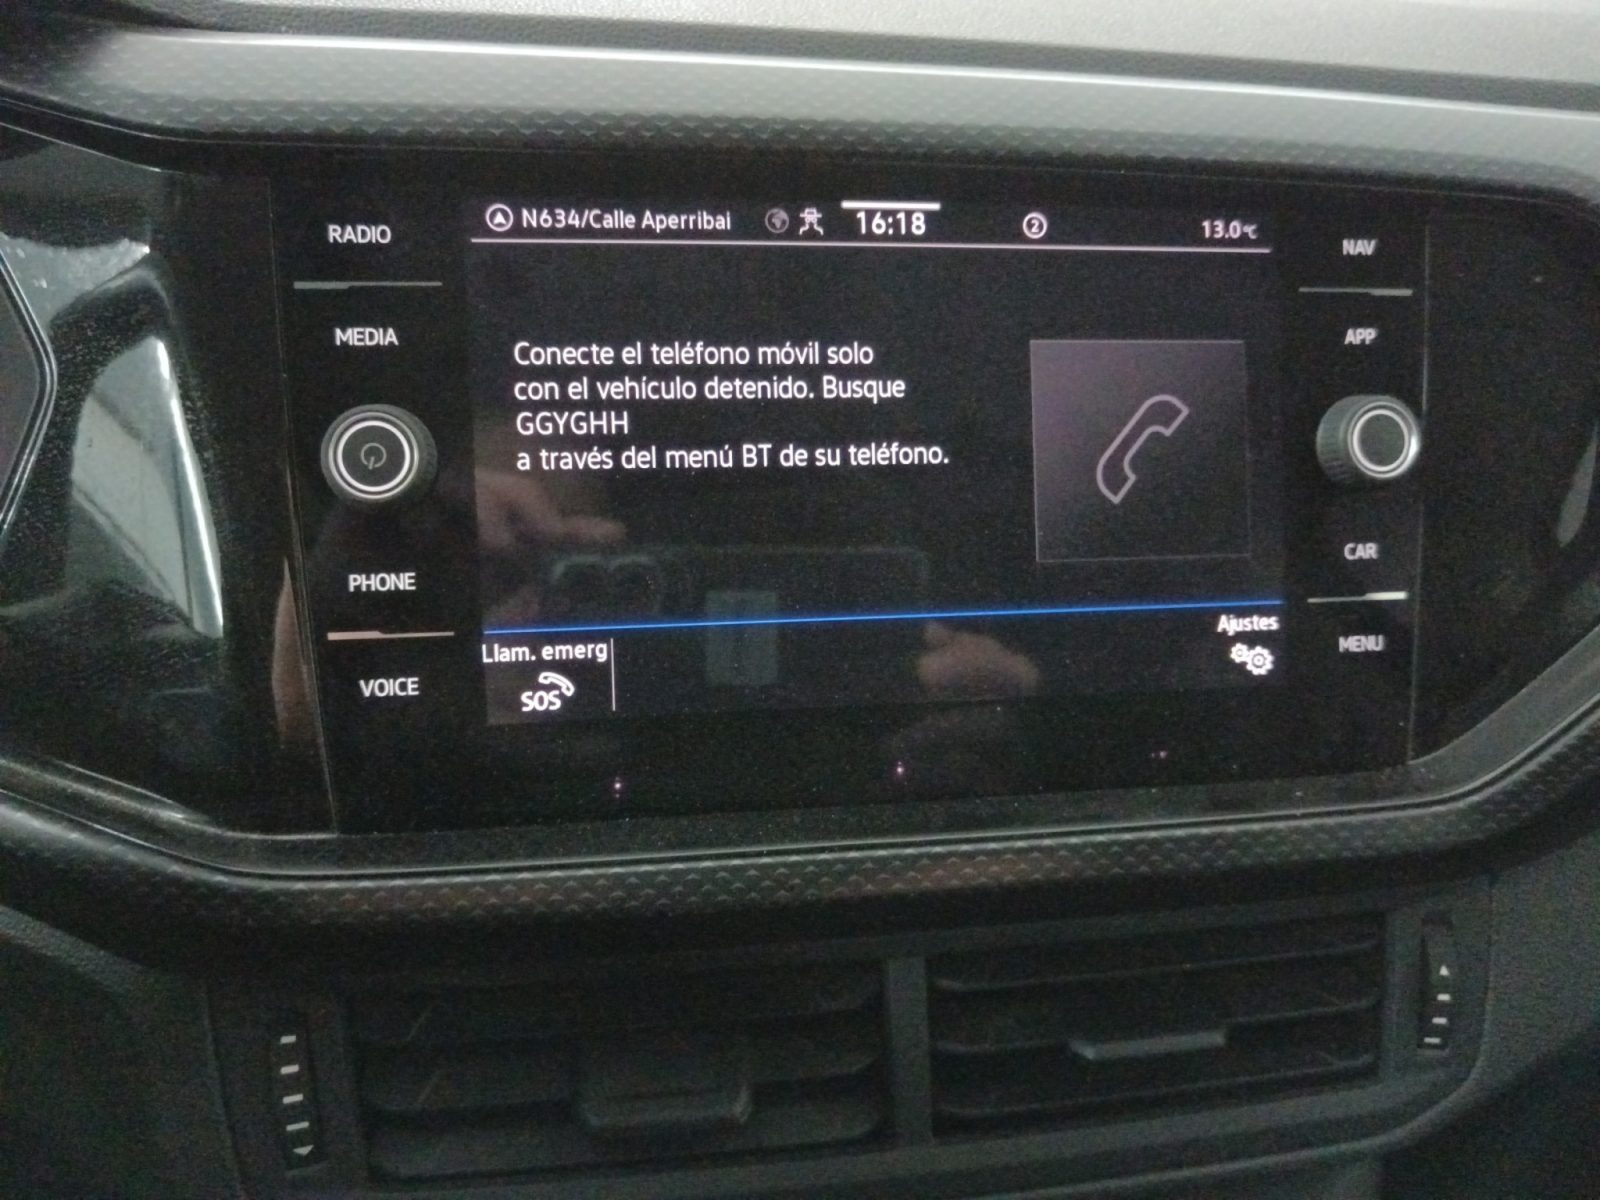 RADIO
MEDIA
PHONE
VOICE
N634/Calle Aperribai
16:18
2
13.0°C
Conecte el teléfono móvil solo
con el vehículo detenido. Busque
GGYGHH
a través del menú BT de su teléfono.
Llam. emerg
SOS
Ajustes
NAV
APP
CAR
MENU